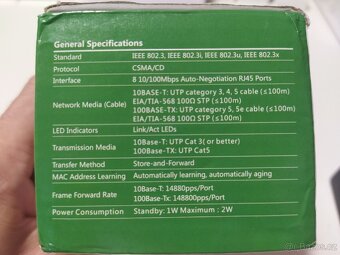 General Specifications
Standard IEEE 802.3, IEEE 802.3i, IEEE 802.3u, IEEE 802.3x
Protocol CSMA/CD
Interface 8 10/100Mbps Auto-Negotiation RJ45 Ports
10BASE-T: UTP category 3, 4, 5 cable (≤100m)
EIA/TIA-568 100Ω STP (≤100m)
Network Media (Cable) 100BASE-TX: UTP category 5, 5e cable (≤100m)
EIA/TIA-568 100Ω STP (≤100m)
LED Indicators Link/Act LEDs
Transmission Media 10Base-T: UTP Cat 3( or better)
100Base-TX: UTP Cat5
Transfer Method Store-and-Forward
MAC Address Learning Automatically learning, automatically aging
Frame Forward Rate 10Base-T: 14880pps/Port
100Base-Tx: 148800pps/Port
Power Consumption Standby: 1W Maximum : 2W